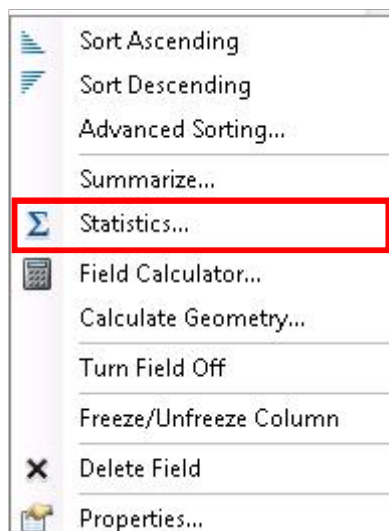 Sort Ascending
Sort Descending
Advanced Sorting...
Summarize...
Statistics...
Field Calculator...
Calculate Geometry...
Turn Field Off
Freeze/Unfreeze Column
Delete Field
Properties...